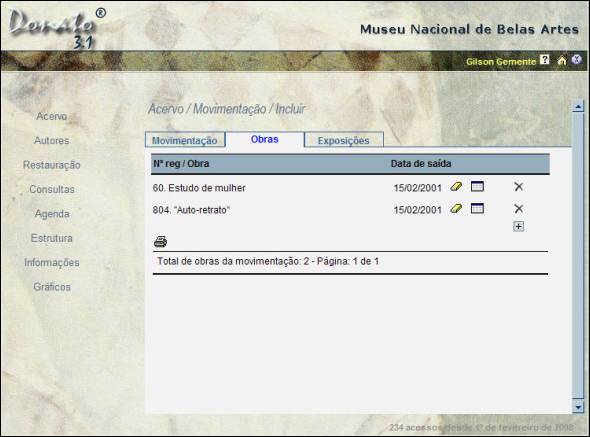 Donato ®
3.1
Museu Nacional de Belas Artes
Gilson Gemente ? X
Acervo
Autores
Restauração
Consultas
Agenda
Estrutura
Informações
Gráficos
Acervo / Movimentação / Incluir
Movimentação Obras Exposições
Nº reg / Obra Data de saída
60. Estudo de mulher 15/02/2001
804. "Auto-retrato" 15/02/2001
Total de obras da movimentação: 2 - Página: 1 de 1
234 acessos desde 1º de fevereiro de 2008